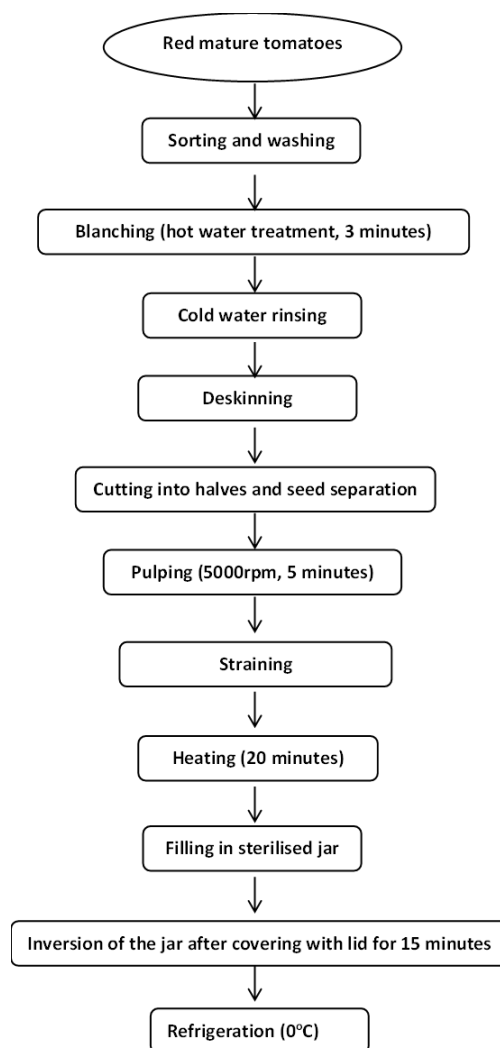 Red mature tomatoes
Sorting and washing
Blanching (hot water treatment, 3 minutes)
Cold water rinsing
Deskinning
Cutting into halves and seed separation
Pulping (5000rpm, 5 minutes)
Straining
Heating (20 minutes)
Filling in sterilised jar
Inversion of the jar after covering with lid for 15 minutes
Refrigeration (0°C)